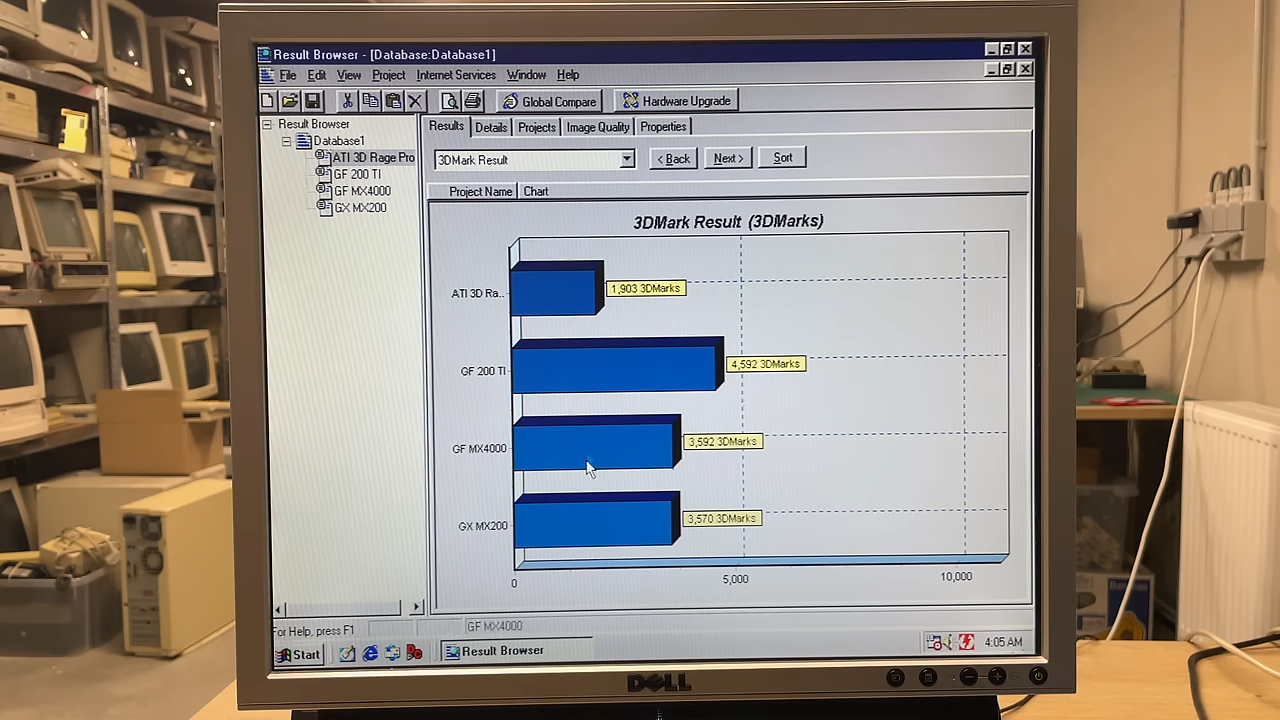 Result Browser - [Database:Database1]
File Edit View Project Internet Services Window Help
Global Compare Hardware Upgrade
Result Browser
Database1
ATI 3D Rage Pro
GF 200 TI
GF MX4000
GX MX200
Results Details Projects Image Quality Properties
3DMark Result < Back Next > Sort
Project Name Chart
3DMark Result (3DMarks)
ATI 3D Ra.. 1,903 3DMarks
GF 200 TI 4,592 3DMarks
GF MX4000 3,592 3DMarks
GX MX200 3,570 3DMarks
0 5,000 10,000
For Help, press F1 GF MX4000
Start Result Browser 4:05 AM
DELL